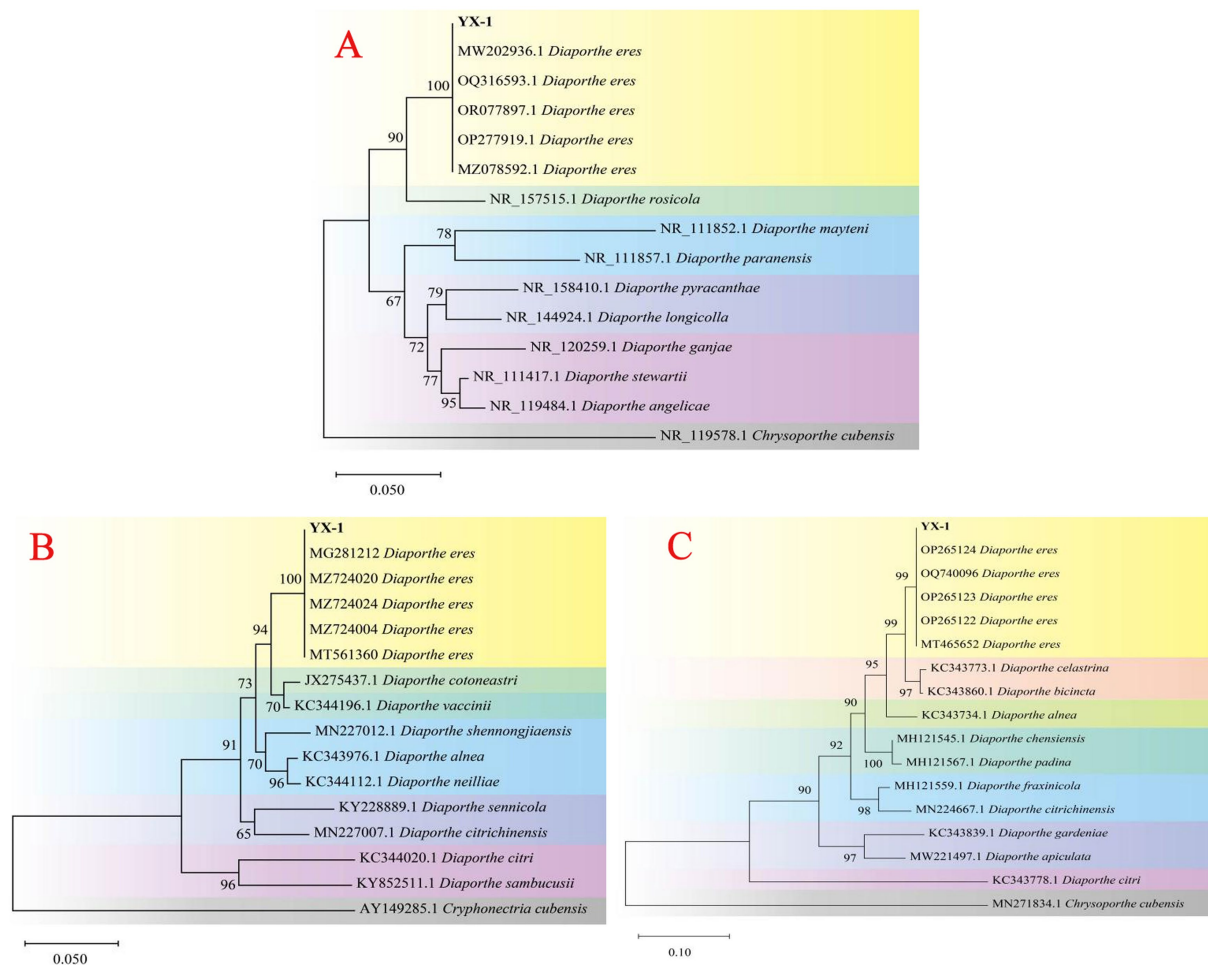 A
YX-1
MW202936.1 Diaporthe eres
OQ316593.1 Diaporthe eres
100
OR077897.1 Diaporthe eres
90
OP277919.1 Diaporthe eres
MZ078592.1 Diaporthe eres
NR_157515.1 Diaporthe rosicola
NR_111852.1 Diaporthe mayteni
78
NR_111857.1 Diaporthe paranensis
67
NR_158410.1 Diaporthe pyracanthae
79
NR_144924.1 Diaporthe longicolla
72
NR_120259.1 Diaporthe ganjae
77
NR_111417.1 Diaporthe stewartii
95
NR_119484.1 Diaporthe angelicae
NR_119578.1 Chrysoporthe cubensis
0.050
B
YX-1
MG281212 Diaporthe eres
100
MZ724020 Diaporthe eres
MZ724024 Diaporthe eres
94
MZ724004 Diaporthe eres
MT561360 Diaporthe eres
73
JX275437.1 Diaporthe cotoneastri
70
KC344196.1 Diaporthe vaccinii
91
MN227012.1 Diaporthe shennongjiaensis
70
KC343976.1 Diaporthe alnea
96
KC344112.1 Diaporthe neilliae
KY228889.1 Diaporthe sennicola
65
MN227007.1 Diaporthe citrichinensis
KC344020.1 Diaporthe citri
96
KY852511.1 Diaporthe sambucusii
AY149285.1 Cryphonectria cubensis
0.050
C
YX-1
OP265124 Diaporthe eres
99
OQ740096 Diaporthe eres
OP265123 Diaporthe eres
99
OP265122 Diaporthe eres
MT465652 Diaporthe eres
95
KC343773.1 Diaporthe celastrina
97
KC343860.1 Diaporthe bicincta
90
KC343734.1 Diaporthe alnea
92
MH121545.1 Diaporthe chensiensis
100
MH121567.1 Diaporthe padina
90
MH121559.1 Diaporthe fraxinicola
98
MN224667.1 Diaporthe citrichinensis
KC343839.1 Diaporthe gardeniae
97
MW221497.1 Diaporthe apiculata
KC343778.1 Diaporthe citri
MN271834.1 Chrysoporthe cubensis
0.10